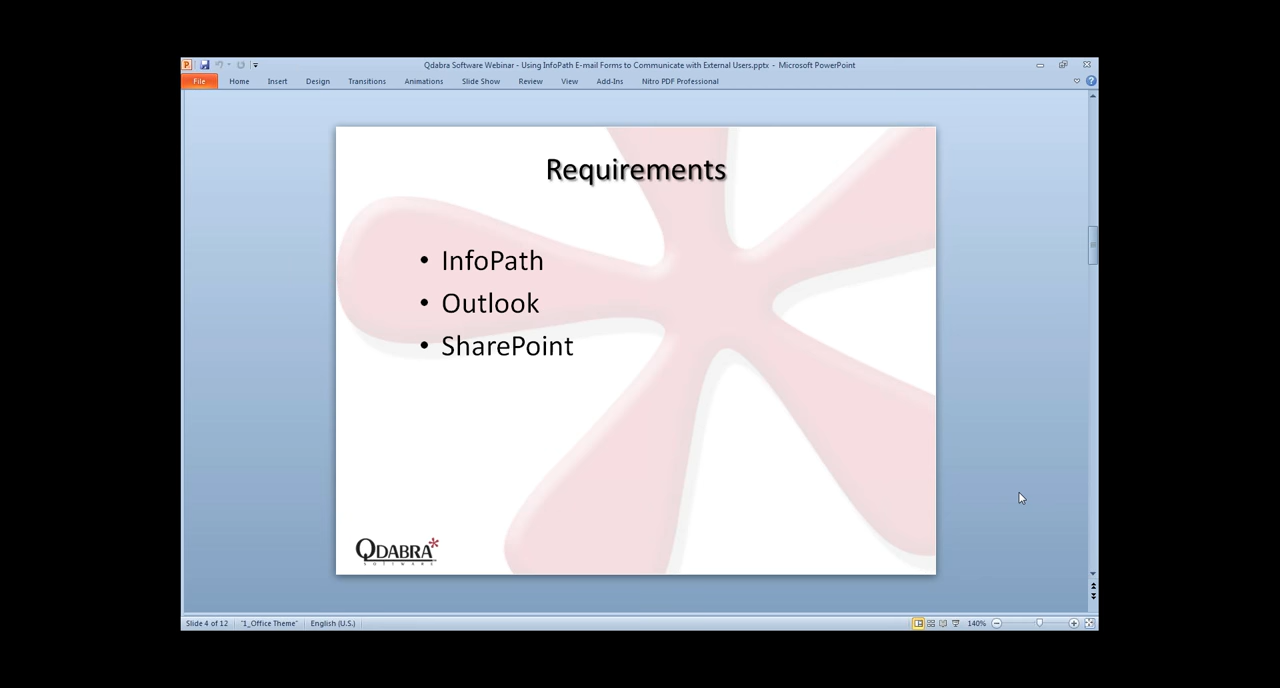 Qdabra Software Webinar - Using InfoPath E-mail Forms to Communicate with External Users.pptx - Microsoft PowerPoint
File Home Insert Design Transitions Animations Slide Show Review View Add-Ins Nitro PDF Professional
Requirements
• InfoPath
• Outlook
• SharePoint
QDABRA*
SOFTWARE
Slide 4 of 12 "1_Office Theme" English (U.S.) 140%